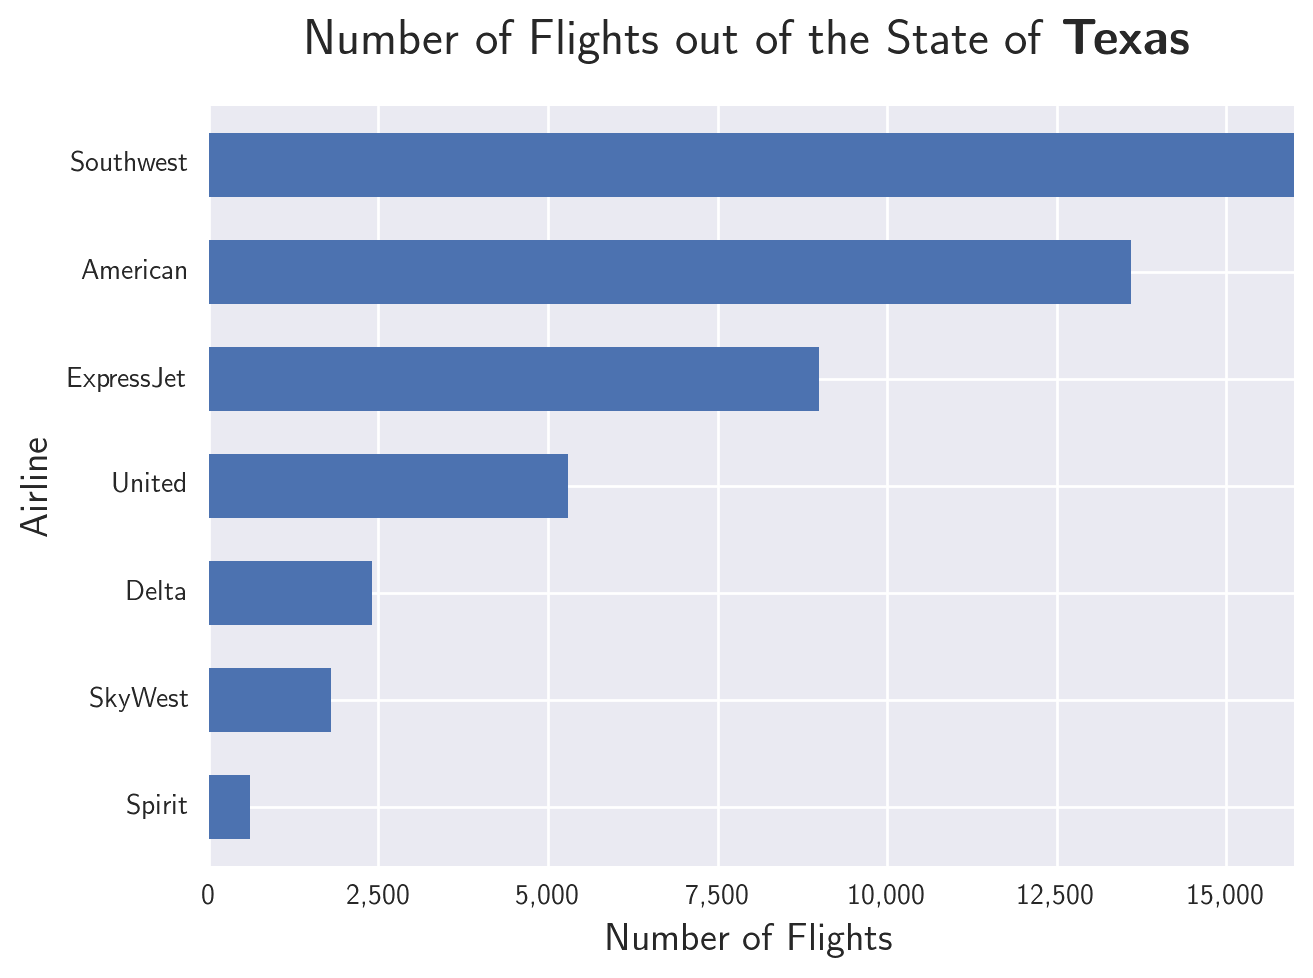 Number of Flights out of the State of Texas
Southwest
American
ExpressJet
United
Delta
SkyWest
Spirit
Airline
0 2,500 5,000 7,500 10,000 12,500 15,000
Number of Flights